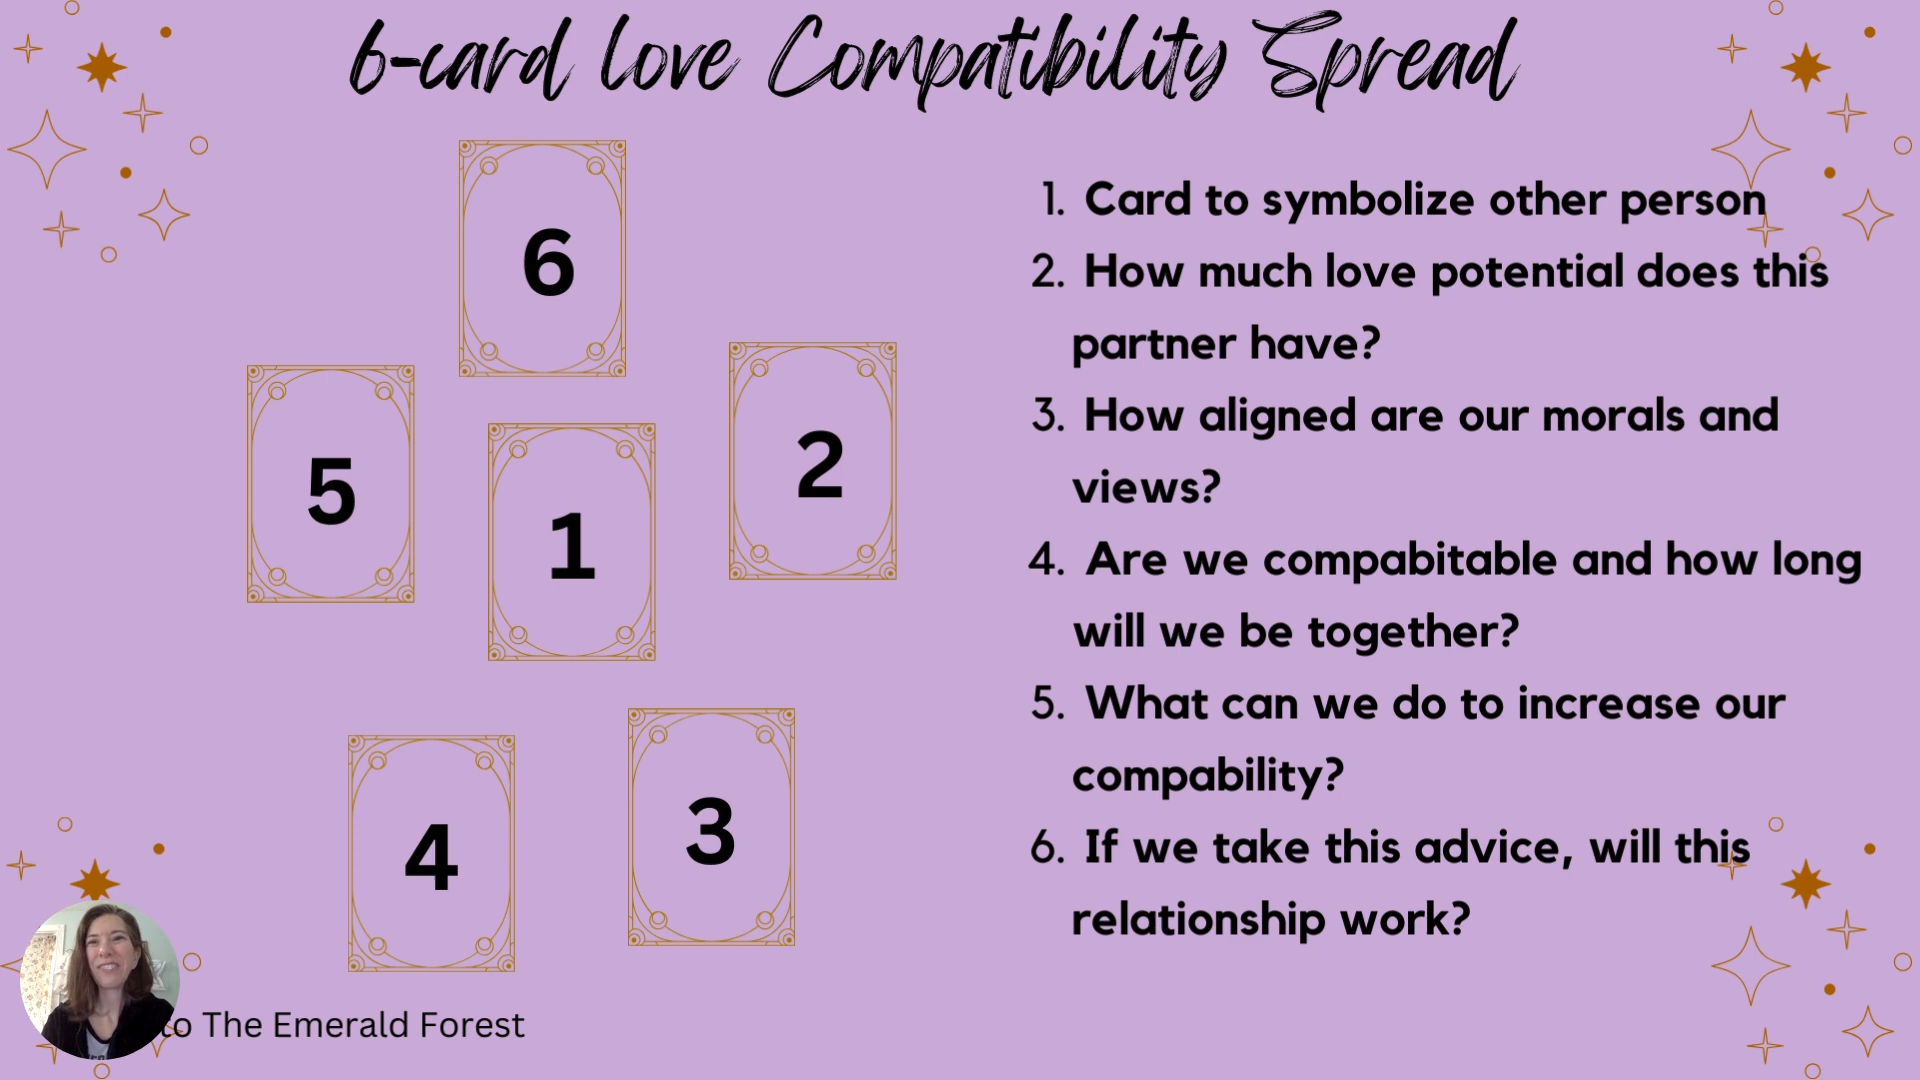 6-card love Compatibility Spread
6
5
1
2
4
3
1. Card to symbolize other person
2. How much love potential does this
partner have?
3. How aligned are our morals and
views?
4. Are we compabitable and how long
will we be together?
5. What can we do to increase our
compability?
6. If we take this advice, will this
relationship work?
to The Emerald Forest